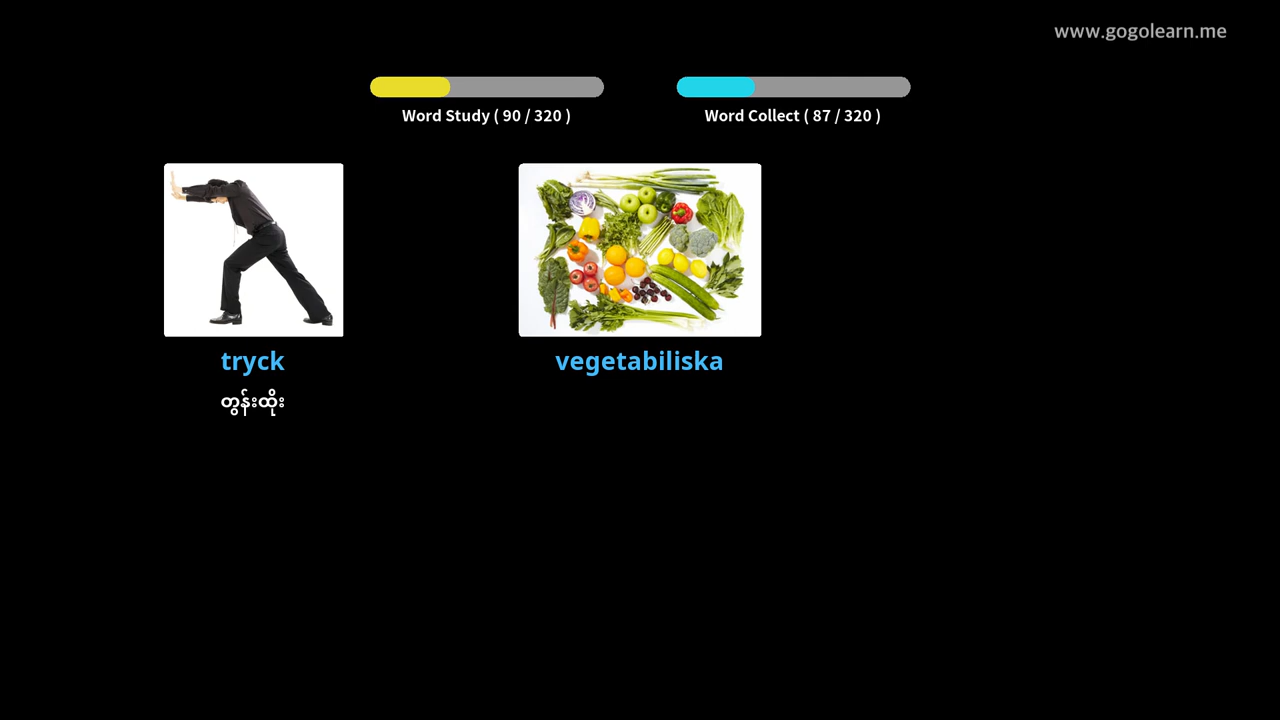 www.gogolearn.me
Word Study ( 90 / 320 )
Word Collect ( 87 / 320 )
tryck
vegetabiliska
တွန်းထိုး